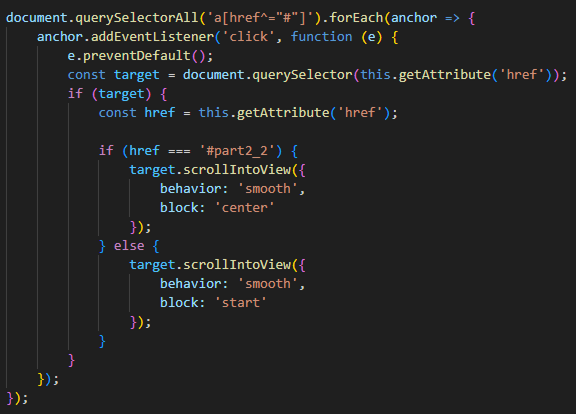 document.querySelectorAll('a[href^="#"]').forEach(anchor => {
    anchor.addEventListener('click', function (e) {
        e.preventDefault();
        const target = document.querySelector(this.getAttribute('href'));
        if (target) {
            const href = this.getAttribute('href');

            if (href === '#part2_2') {
                target.scrollIntoView({
                    behavior: 'smooth',
                    block: 'center'
                });
            } else {
                target.scrollIntoView({
                    behavior: 'smooth',
                    block: 'start'
                });
            }
        }
    });
});